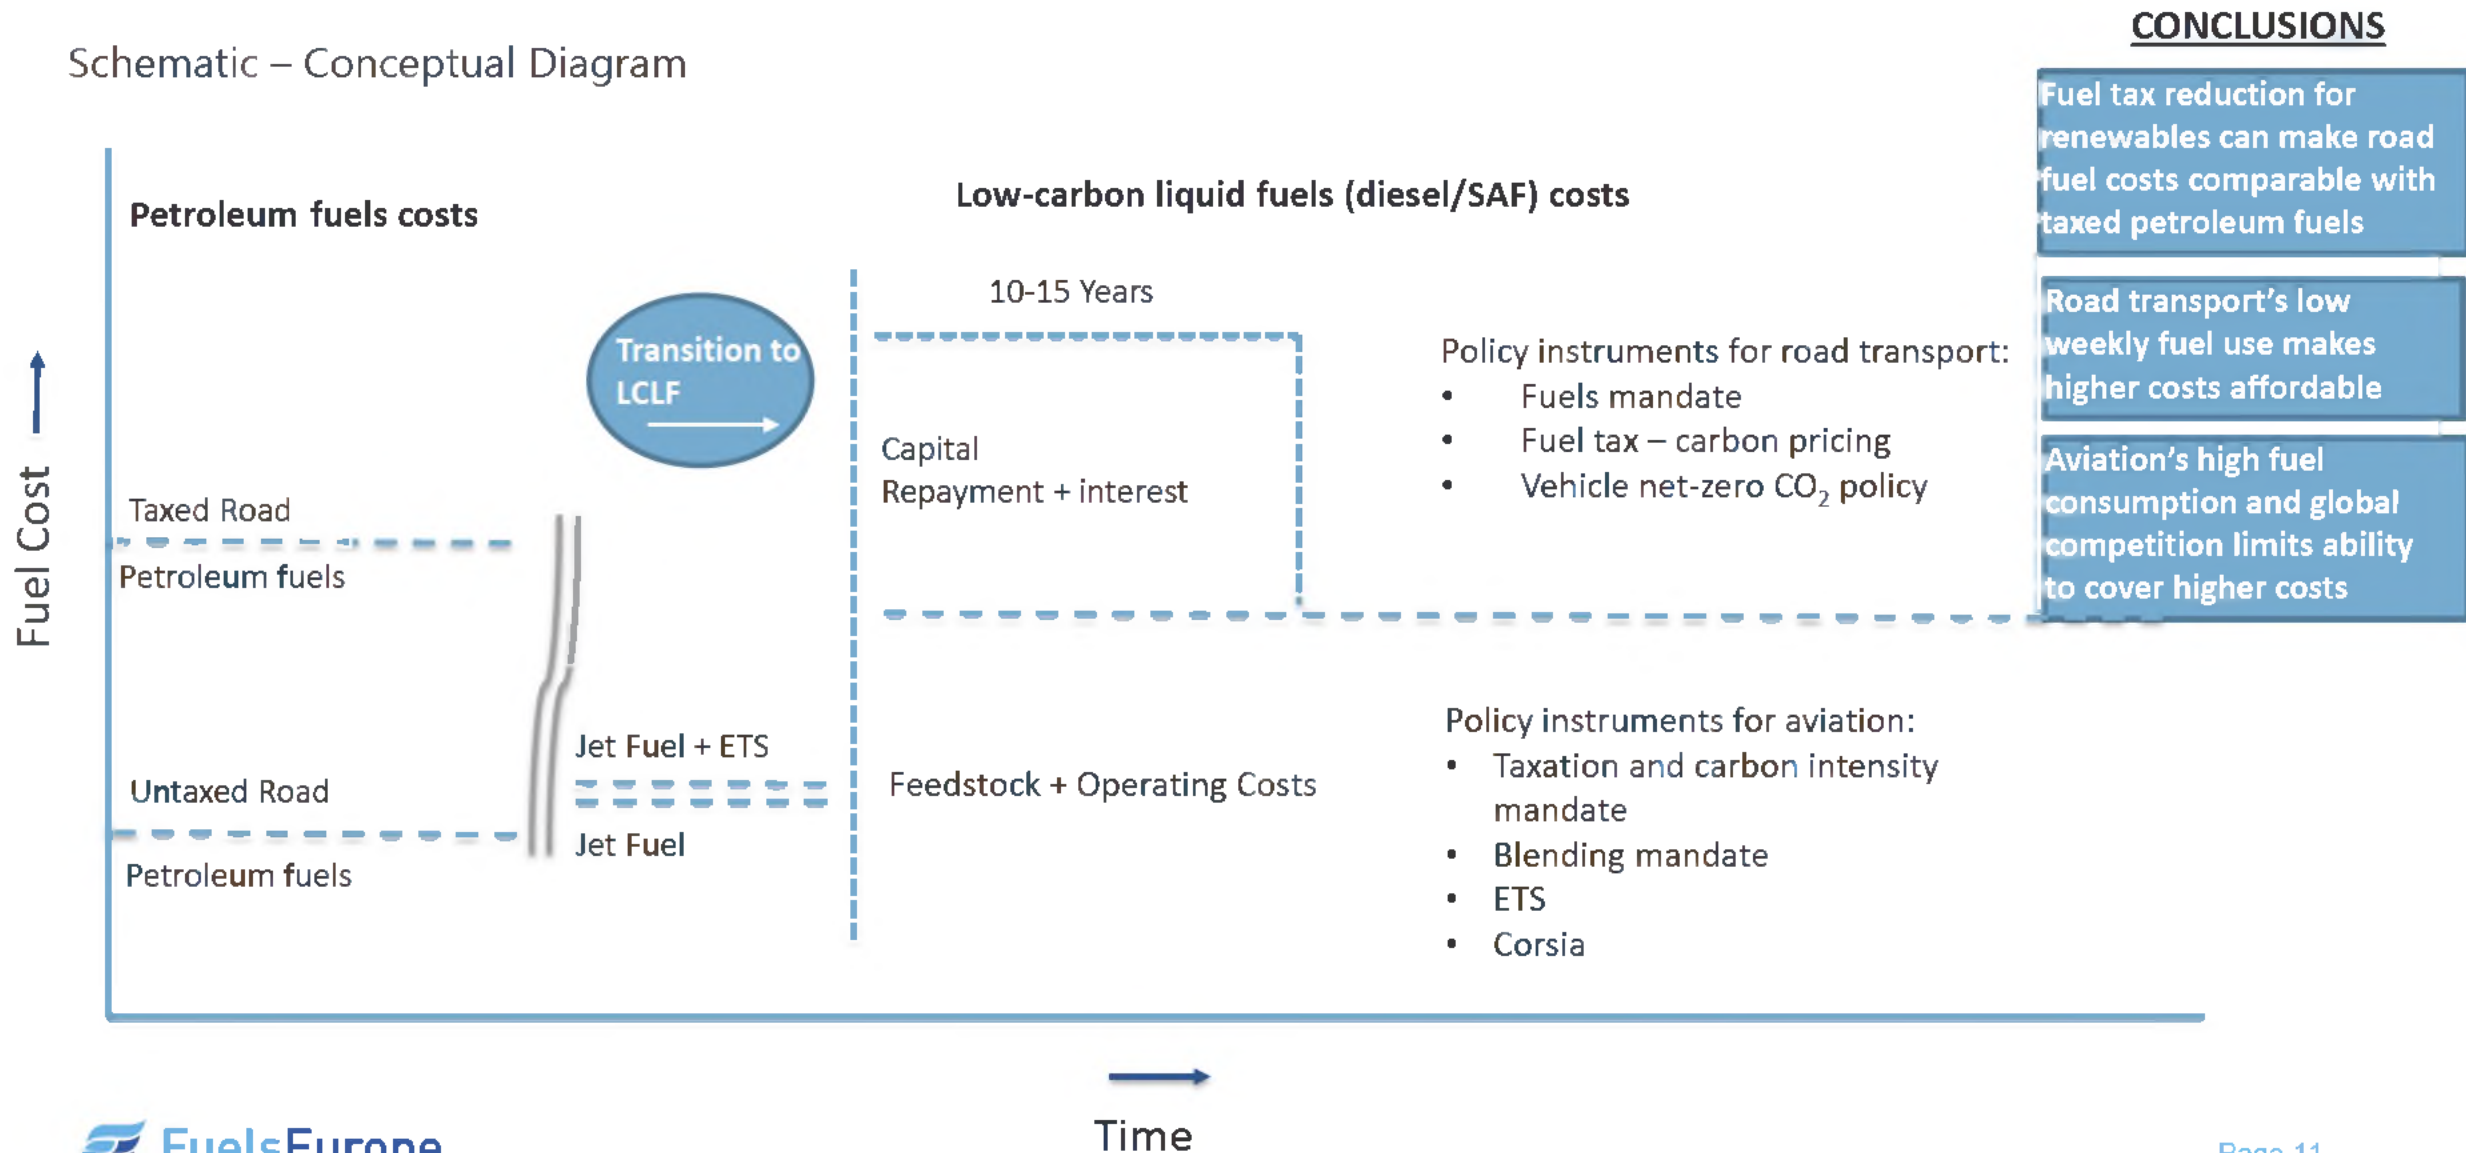 Schematic – Conceptual Diagram
Fuel Cost
Petroleum fuels costs
Taxed Road
Petroleum fuels
Untaxed Road
Petroleum fuels
Transition to
LCLF
Jet Fuel + ETS
Jet Fuel
Low-carbon liquid fuels (diesel/SAF) costs
10-15 Years
Capital
Repayment + interest
Feedstock + Operating Costs
Policy instruments for road transport:
• Fuels mandate
• Fuel tax – carbon pricing
• Vehicle net-zero CO₂ policy
Policy instruments for aviation:
• Taxation and carbon intensity
mandate
• Blending mandate
• ETS
• Corsia
CONCLUSIONS
Fuel tax reduction for
renewables can make road
fuel costs comparable with
taxed petroleum fuels
Road transport’s low
weekly fuel use makes
higher costs affordable
Aviation’s high fuel
consumption and global
competition limits ability
to cover higher costs
Time
FuelsEurope
Page 11